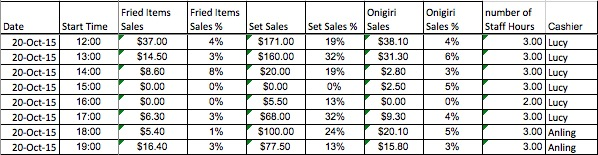 Fried Items Fried Items Onigiri Onigiri number of
Date Start Time Sales Sales % Set Sales Set Sales % Sales Sales % Staff Hours Cashier
20-Oct-15 12:00 $37.00 4% $171.00 19% $38.10 4% 3.00 Lucy
20-Oct-15 13:00 $14.50 3% $160.00 32% $31.30 6% 3.00 Lucy
20-Oct-15 14:00 $8.60 8% $20.00 19% $2.80 3% 3.00 Lucy
20-Oct-15 15:00 $0.00 0% $0.00 0% $2.50 5% 3.00 Lucy
20-Oct-15 16:00 $0.00 0% $5.50 13% $0.00 0% 2.00 Lucy
20-Oct-15 17:00 $6.30 3% $68.00 32% $9.30 4% 3.00 Lucy
20-Oct-15 18:00 $5.40 1% $100.00 24% $20.10 5% 3.00 Anling
20-Oct-15 19:00 $16.40 3% $77.50 13% $15.80 3% 3.00 Anling